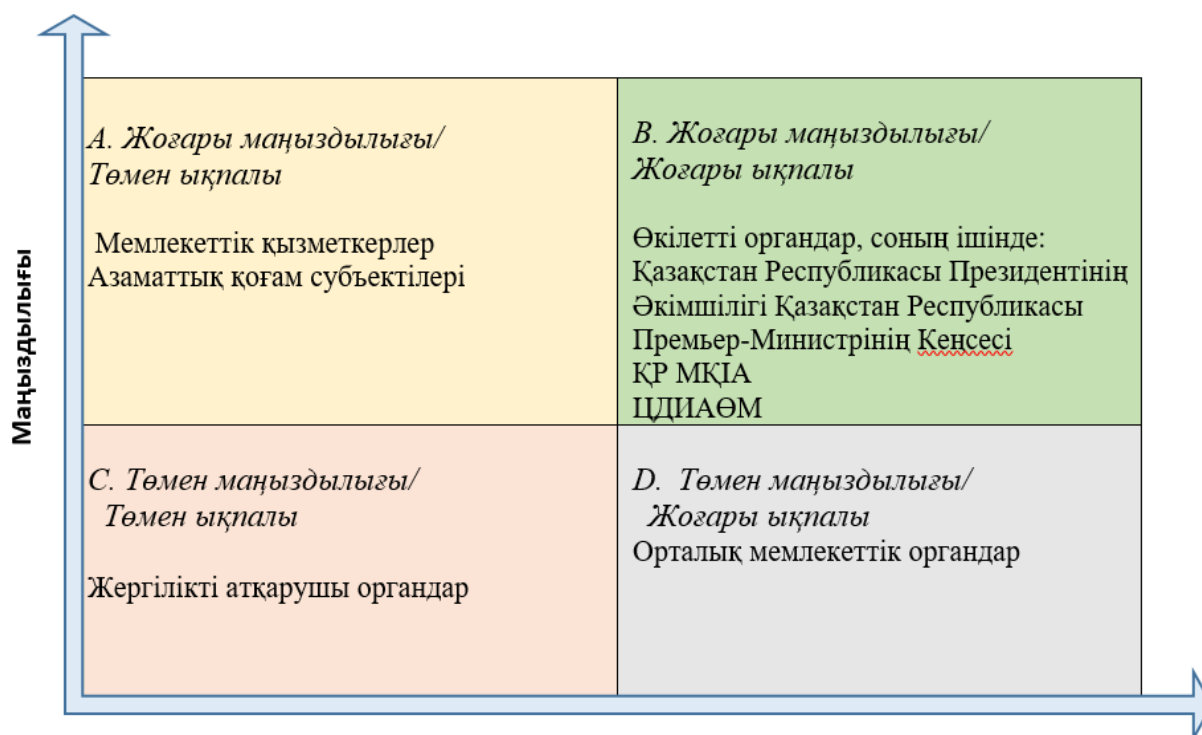 Маңыздылығы
A. Жоғары маңыздылығы/
Төмен ықпалы
Мемлекеттік қызметкерлер
Азаматтық қоғам субъектілері
B. Жоғары маңыздылығы/
Жоғары ықпалы
Өкілетті органдар, соның ішінде:
Қазақстан Республикасы Президентінің
Әкімшілігі Қазақстан Республикасы
Премьер-Министрінің Кеңсесі
ҚР МҚІА
ЦДИАӨМ
C. Төмен маңыздылығы/
Төмен ықпалы
Жергілікті атқарушы органдар
D. Төмен маңыздылығы/
Жоғары ықпалы
Орталық мемлекеттік органдар